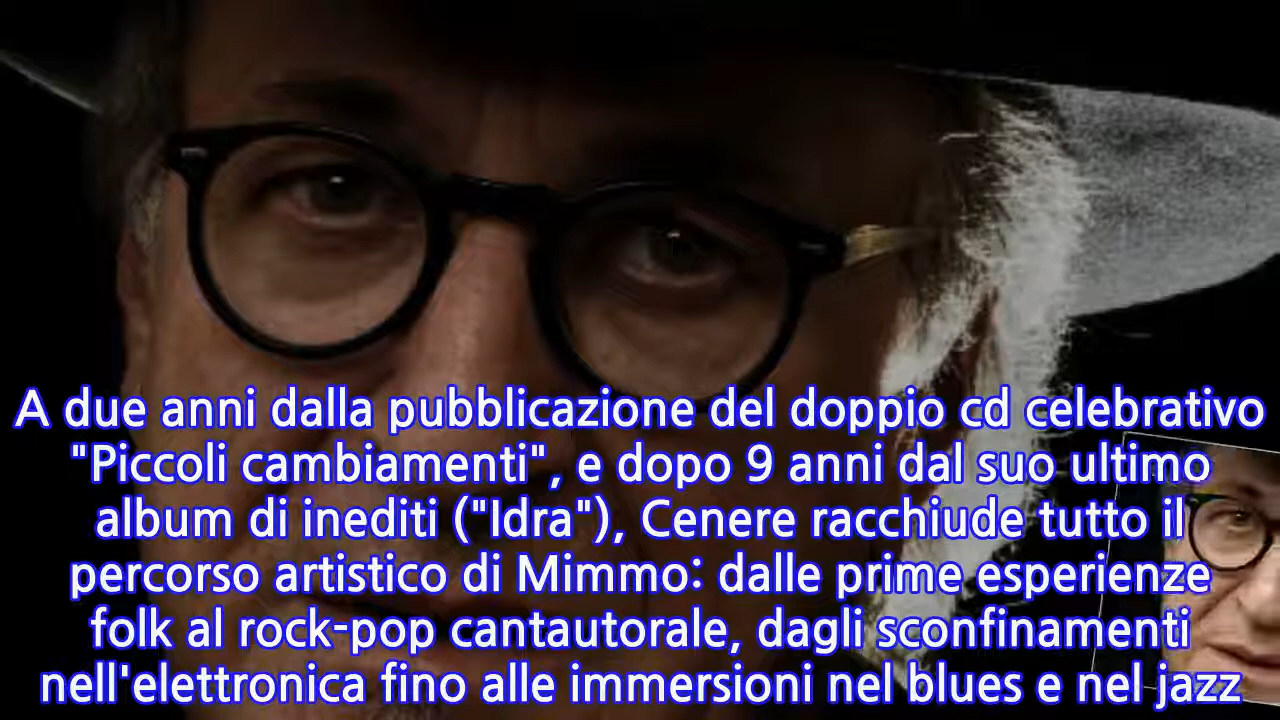 A due anni dalla pubblicazione del doppio cd celebrativo
"Piccoli cambiamenti", e dopo 9 anni dal suo ultimo
album di inediti ("Idra"), Cenere racchiude tutto il
percorso artistico di Mimmo: dalle prime esperienze
folk al rock-pop cantautorale, dagli sconfinamenti
nell'elettronica fino alle immersioni nel blues e nel jazz